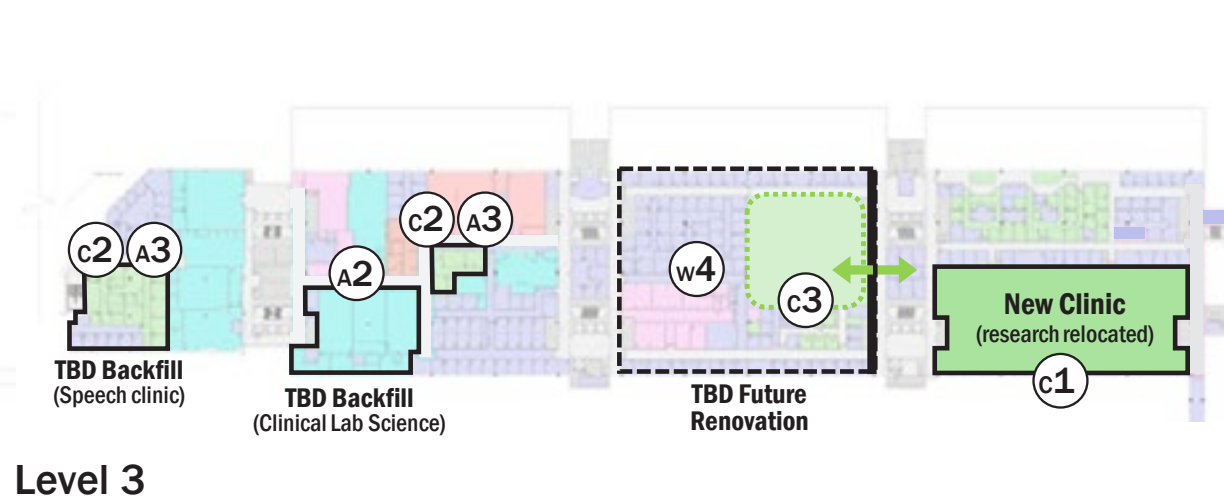 C2 A3
C2 A3
A2
W4
C3
New Clinic
(research relocated)
C1
TBD Backfill
(Speech clinic)
TBD Backfill
(Clinical Lab Science)
TBD Future
Renovation
Level 3